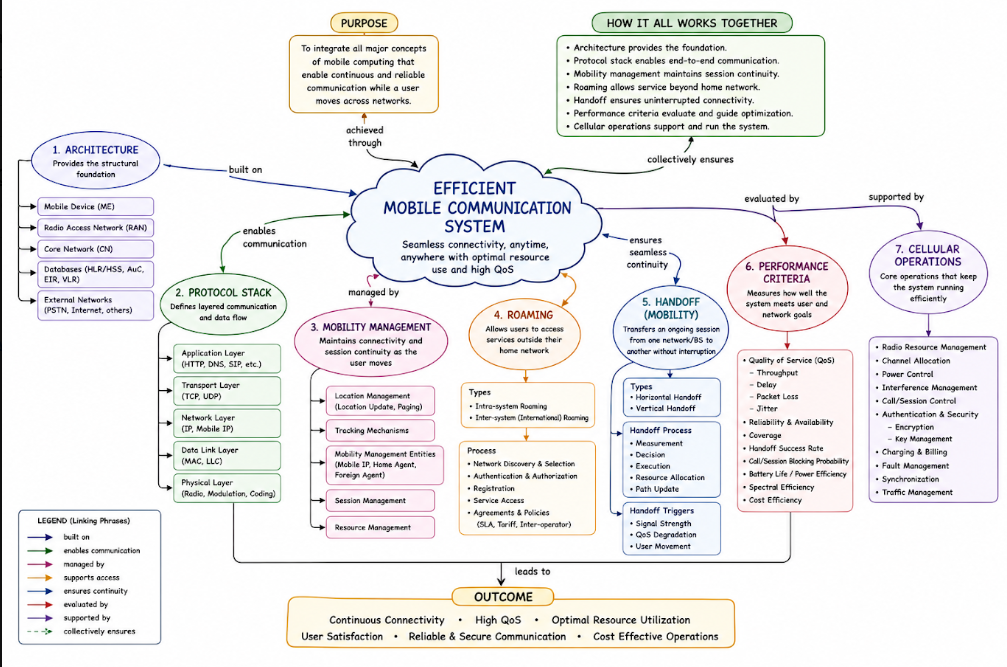 PURPOSE
To integrate all major concepts
of mobile computing that
enable continuous and reliable
communication while a user
moves across networks.
HOW IT ALL WORKS TOGETHER
• Architecture provides the foundation.
• Protocol stack enables end-to-end communication.
• Mobility management maintains session continuity.
• Roaming allows service beyond home network.
• Handoff ensures uninterrupted connectivity.
• Performance criteria evaluate and guide optimization.
• Cellular operations support and run the system.
achieved
through
collectively ensures
built on
enables
communication
managed by
ensures
seamless
continuity
evaluated by
supported by
EFFICIENT
MOBILE COMMUNICATION
SYSTEM
Seamless connectivity, anytime,
anywhere with optimal resource
use and high QoS
1. ARCHITECTURE
Provides the structural
foundation
Mobile Device (ME)
Radio Access Network (RAN)
Core Network (CN)
Databases (HLR/HSS, AuC,
EIR, VLR)
External Networks
(PSTN, Internet, others)
2. PROTOCOL STACK
Defines layered communication
and data flow
Application Layer
(HTTP, DNS, SIP, etc.)
Transport Layer
(TCP, UDP)
Network Layer
(IP, Mobile IP)
Data Link Layer
(MAC, LLC)
Physical Layer
(Radio, Modulation, Coding)
3. MOBILITY MANAGEMENT
Maintains connectivity and
session continuity as the
user moves
Location Management
(Location Update, Paging)
Tracking Mechanisms
Mobility Management Entities
(Mobile IP, Home Agent,
Foreign Agent)
Session Management
Resource Management
4. ROAMING
Allows users to access
services outside their
home network
Types
• Intra-system Roaming
• Inter-system (International) Roaming
Process
• Network Discovery & Selection
• Authentication & Authorization
• Registration
• Service Access
• Agreements & Policies
(SLA, Tariff, Inter-operator)
5. HANDOFF
(MOBILITY)
Transfers an ongoing session
from one network/BS to
another without interruption
Types
• Horizontal Handoff
• Vertical Handoff
Handoff Process
• Measurement
• Decision
• Execution
• Resource Allocation
• Path Update
Handoff Triggers
• Signal Strength
• QoS Degradation
• User Movement
6. PERFORMANCE
CRITERIA
Measures how well the
system meets user and
network goals
• Quality of Service (QoS)
– Throughput
– Delay
– Packet Loss
– Jitter
• Reliability & Availability
• Coverage
• Handoff Success Rate
• Call/Session Blocking Probability
• Battery Life / Power Efficiency
• Spectral Efficiency
• Cost Efficiency
7. CELLULAR
OPERATIONS
Core operations that keep
the system running
efficiently
• Radio Resource Management
• Channel Allocation
• Power Control
• Interference Management
• Call/Session Control
• Authentication & Security
– Encryption
– Key Management
• Charging & Billing
• Fault Management
• Synchronization
• Traffic Management
LEGEND (Linking Phrases)
built on
enables communication
managed by
supports access
ensures continuity
evaluated by
supported by
collectively ensures
leads to
OUTCOME
Continuous Connectivity • High QoS • Optimal Resource Utilization
User Satisfaction • Reliable & Secure Communication • Cost Effective Operations